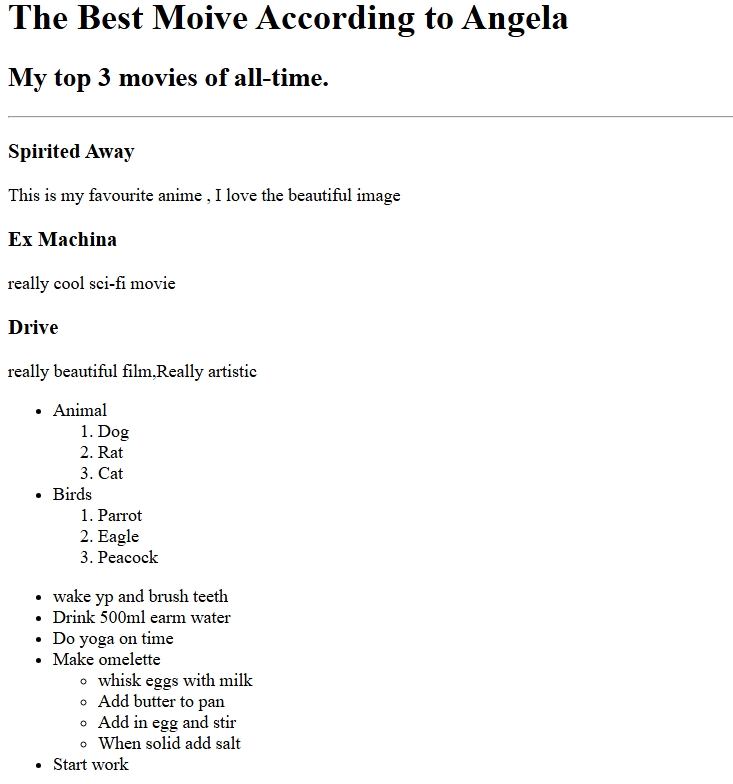 The Best Moive According to Angela
My top 3 movies of all-time.
Spirited Away
This is my favourite anime , I love the beautiful image
Ex Machina
really cool sci-fi movie
Drive
really beautiful film,Really artistic
• Animal
1. Dog
2. Rat
3. Cat
• Birds
1. Parrot
2. Eagle
3. Peacock
• wake yp and brush teeth
• Drink 500ml earm water
• Do yoga on time
• Make omelette
◦ whisk eggs with milk
◦ Add butter to pan
◦ Add in egg and stir
◦ When solid add salt
• Start work